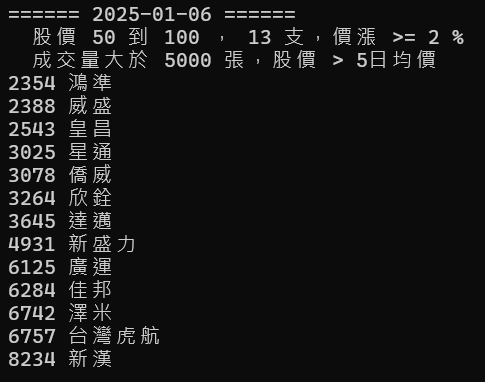 ====== 2025-01-06 ======
股價 50 到 100 , 13 支,價漲 >= 2 %
成交量大於 5000 張,股價 > 5日均價
2354 鴻準
2388 威盛
2543 皇昌
3025 星通
3078 僑威
3264 欣銓
3645 達邁
4931 新盛力
6125 廣運
6284 佳邦
6742 澤米
6757 台灣虎航
8234 新漢